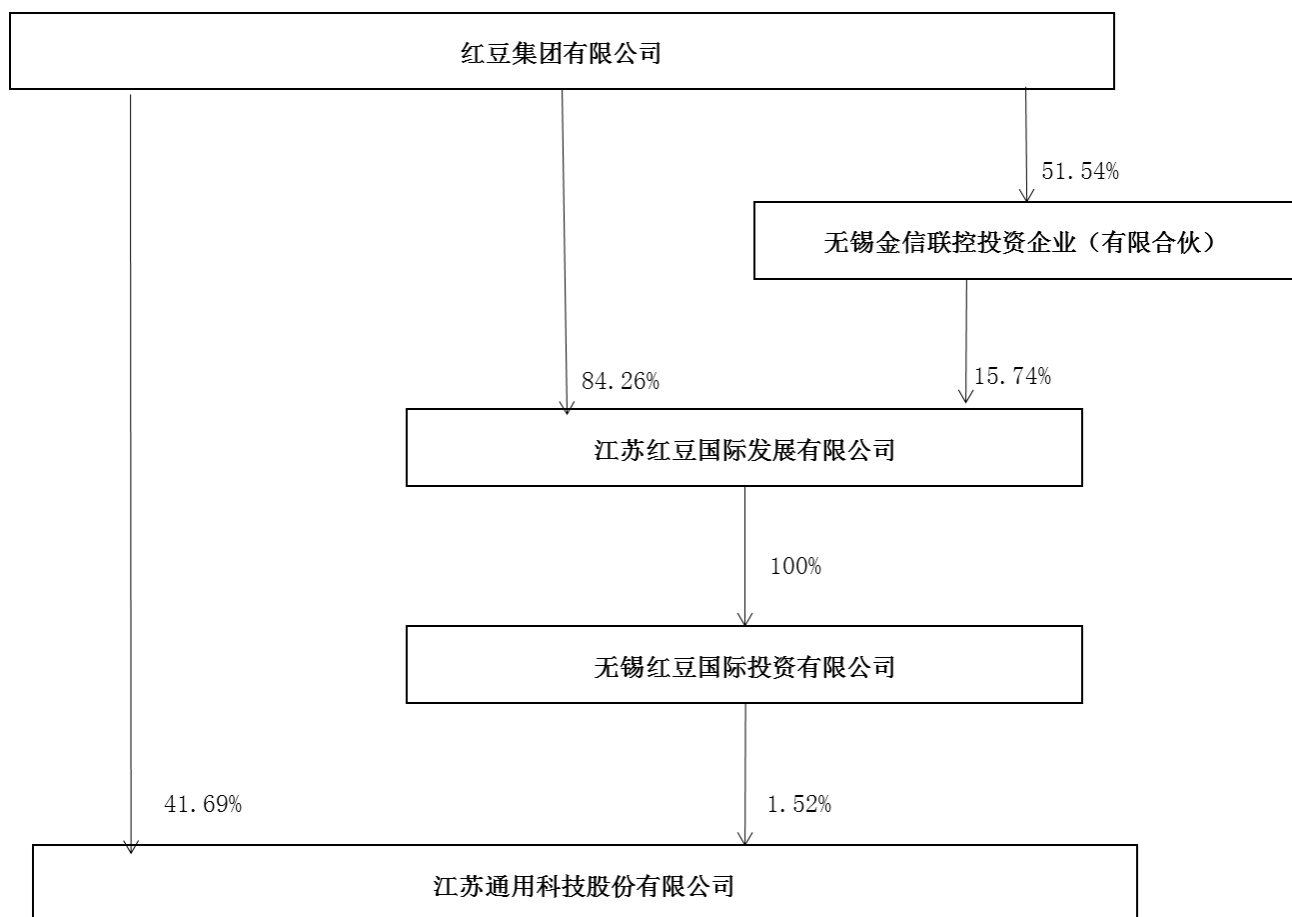 红豆集团有限公司
51.54%
无锡金信联控投资企业（有限合伙）
84.26%
15.74%
江苏红豆国际发展有限公司
100%
无锡红豆国际投资有限公司
41.69%
1.52%
江苏通用科技股份有限公司